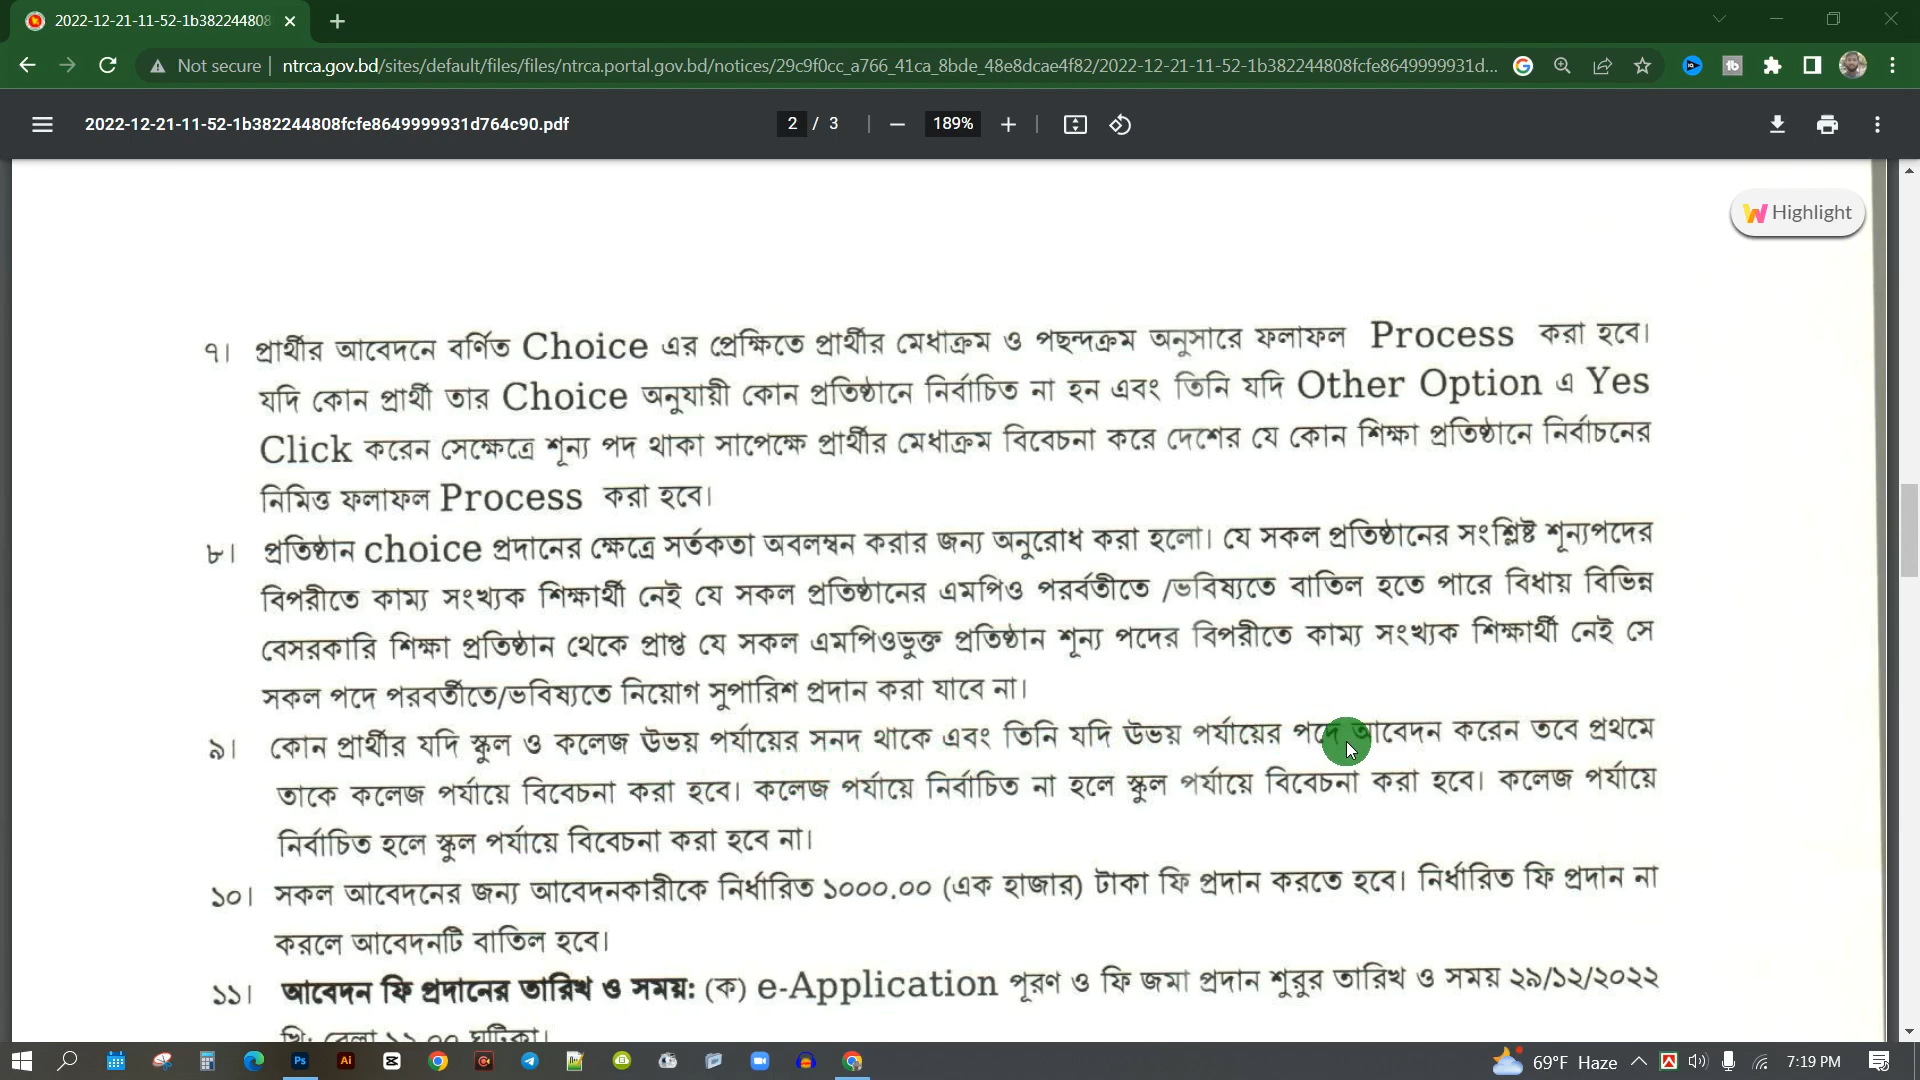 2022-12-21-11-52-1b382244808
Not secure | ntrca.gov.bd/sites/default/files/files/ntrca.portal.gov.bd/notices/29c9f0cc_a766_41ca_8bde_48e8dcae4f82/2022-12-21-11-52-1b382244808fcfe8649999931d...
2022-12-21-11-52-1b382244808fcfe8649999931d764c90.pdf 2 / 3 189%
Highlight
৭। প্রার্থীর আবেদনে বর্ণিত Choice এর প্রেক্ষিতে প্রার্থীর মেধাক্রম ও পছন্দক্রম অনুসারে ফলাফল Process করা হবে।
যদি কোন প্রার্থী তার Choice অনুযায়ী কোন প্রতিষ্ঠানে নির্বাচিত না হন এবং তিনি যদি Other Option এ Yes
Click করেন সেক্ষেত্রে শূন্য পদ থাকা সাপেক্ষে প্রার্থীর মেধাক্রম বিবেচনা করে দেশের যে কোন শিক্ষা প্রতিষ্ঠানে নির্বাচনের
নিমিত্ত ফলাফল Process করা হবে।
৮। প্রতিষ্ঠান choice প্রদানের ক্ষেত্রে সর্তকতা অবলম্বন করার জন্য অনুরোধ করা হলো। যে সকল প্রতিষ্ঠানের সংশ্লিষ্ট শূন্যপদের
বিপরীতে কাম্য সংখ্যক শিক্ষার্থী নেই যে সকল প্রতিষ্ঠানের এমপিও পরর্বতীতে /ভবিষ্যতে বাতিল হতে পারে বিধায় বিভিন্ন
বেসরকারি শিক্ষা প্রতিষ্ঠান থেকে প্রাপ্ত যে সকল এমপিওভুক্ত প্রতিষ্ঠান শূন্য পদের বিপরীতে কাম্য সংখ্যক শিক্ষার্থী নেই সে
সকল পদে পরবর্তীতে/ভবিষ্যতে নিয়োগ সুপারিশ প্রদান করা যাবে না।
৯। কোন প্রার্থীর যদি স্কুল ও কলেজ উভয় পর্যায়ের সনদ থাকে এবং তিনি যদি উভয় পর্যায়ের পদে আবেদন করেন তবে প্রথমে
তাকে কলেজ পর্যায়ে বিবেচনা করা হবে। কলেজ পর্যায়ে নির্বাচিত না হলে স্কুল পর্যায়ে বিবেচনা করা হবে। কলেজ পর্যায়ে
নির্বাচিত হলে স্কুল পর্যায়ে বিবেচনা করা হবে না।
১০। সকল আবেদনের জন্য আবেদনকারীকে নির্ধারিত ১০০০.০০ (এক হাজার) টাকা ফি প্রদান করতে হবে। নির্ধারিত ফি প্রদান না
করলে আবেদনটি বাতিল হবে।
১১। আবেদন ফি প্রদানের তারিখ ও সময়: (ক) e-Application পূরণ ও ফি জমা প্রদান শুরুর তারিখ ও সময় ২৯/১২/২০২২
খ্রি: বেলা ১২.০০ ঘটিকা।
69°F Haze 7:19 PM